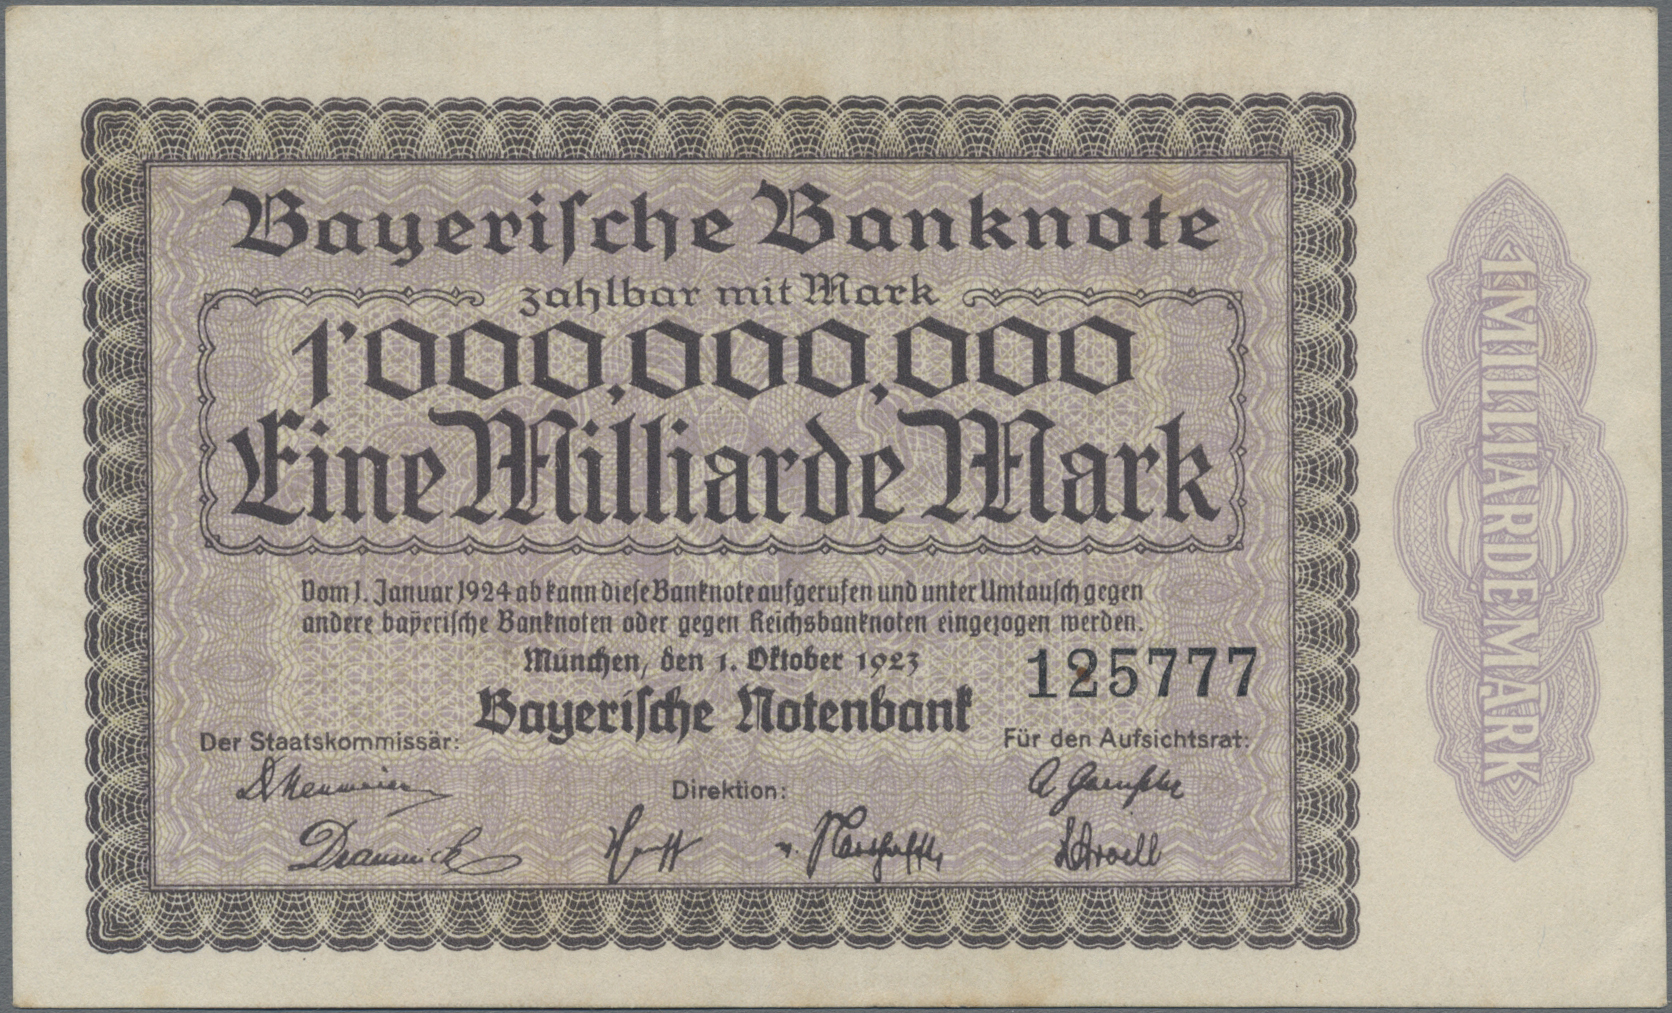 Bayerische Banknote
zahlbar mit Mark
1'000,000,000
Eine Milliarde Mark
Vom 1. Januar 1924 ab kann diese Banknote aufgerufen und unter Umtausch gegen
andere bayerische Banknoten oder gegen Reichsbanknoten eingezogen werden.
München, den 1. Oktober 1923
125777
Bayerische Notenbank
Der Staatskommissär:
Für den Aufsichtsrat:
Direktion:
1 MILLIARDE MARK